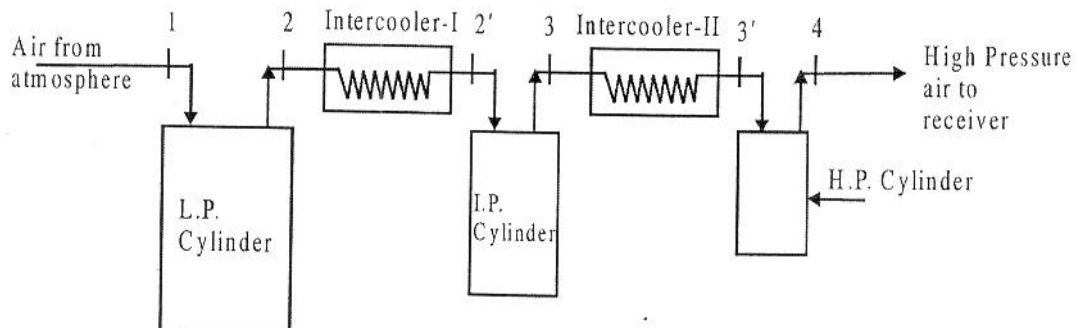 1
2
Intercooler-I
2'
3
Intercooler-II
3'
4
Air from
atmosphere
High Pressure
air to
receiver
L.P.
Cylinder
I.P.
Cylinder
H.P. Cylinder